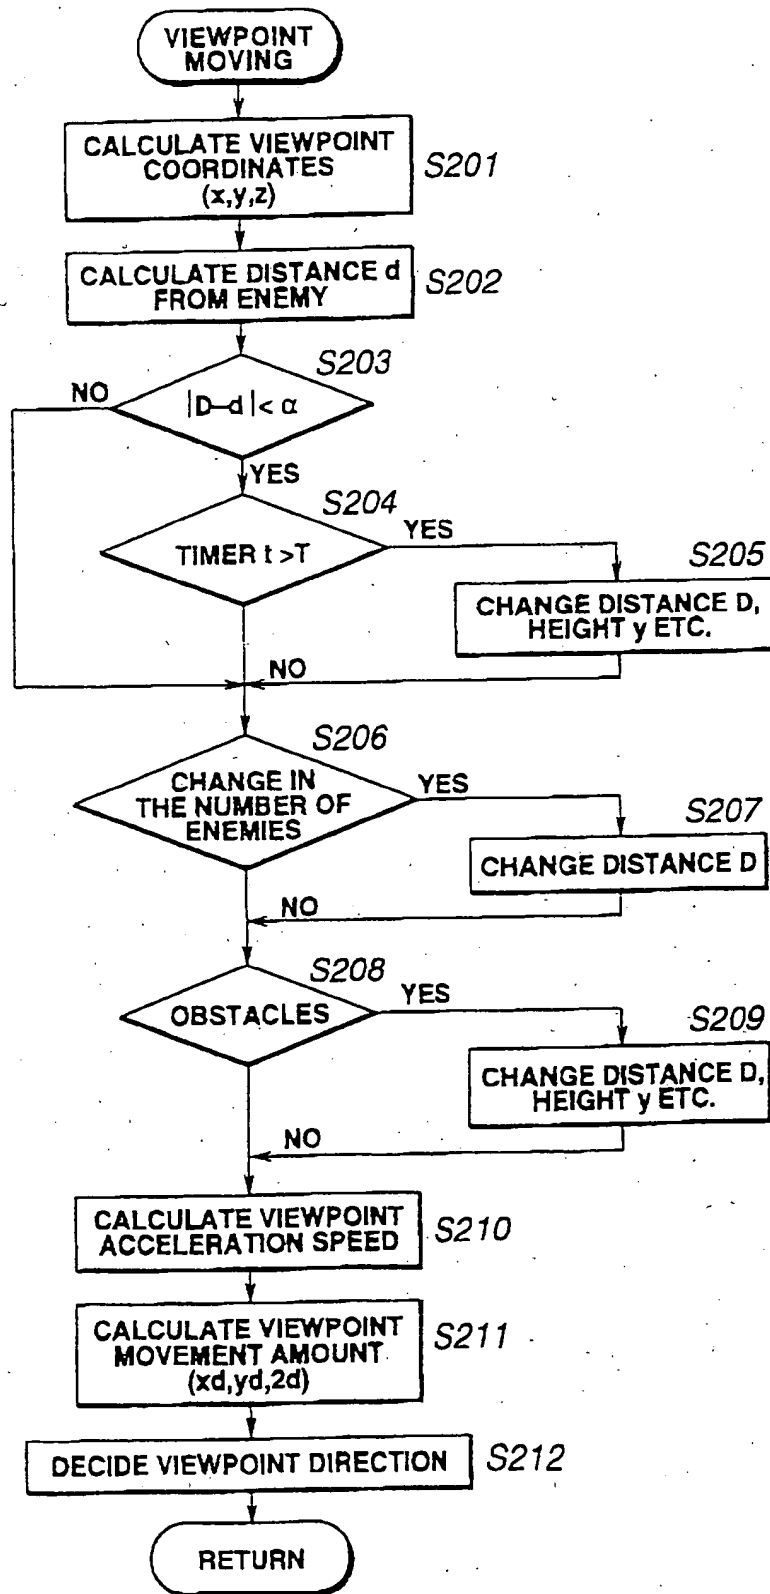 VIEWPOINT
MOVING
CALCULATE VIEWPOINT
COORDINATES
(x,y,z)
S201
CALCULATE DISTANCE d
FROM ENEMY
S202
S203
NO
|D–d|< α
YES
S204
TIMER t >T
YES
S205
CHANGE DISTANCE D,
HEIGHT y ETC.
NO
S206
CHANGE IN
THE NUMBER OF
ENEMIES
YES
S207
CHANGE DISTANCE D
NO
S208
OBSTACLES
YES
S209
CHANGE DISTANCE D,
HEIGHT y ETC.
NO
CALCULATE VIEWPOINT
ACCELERATION SPEED
S210
CALCULATE VIEWPOINT
MOVEMENT AMOUNT
(xd,yd,2d)
S211
DECIDE VIEWPOINT DIRECTION
S212
RETURN